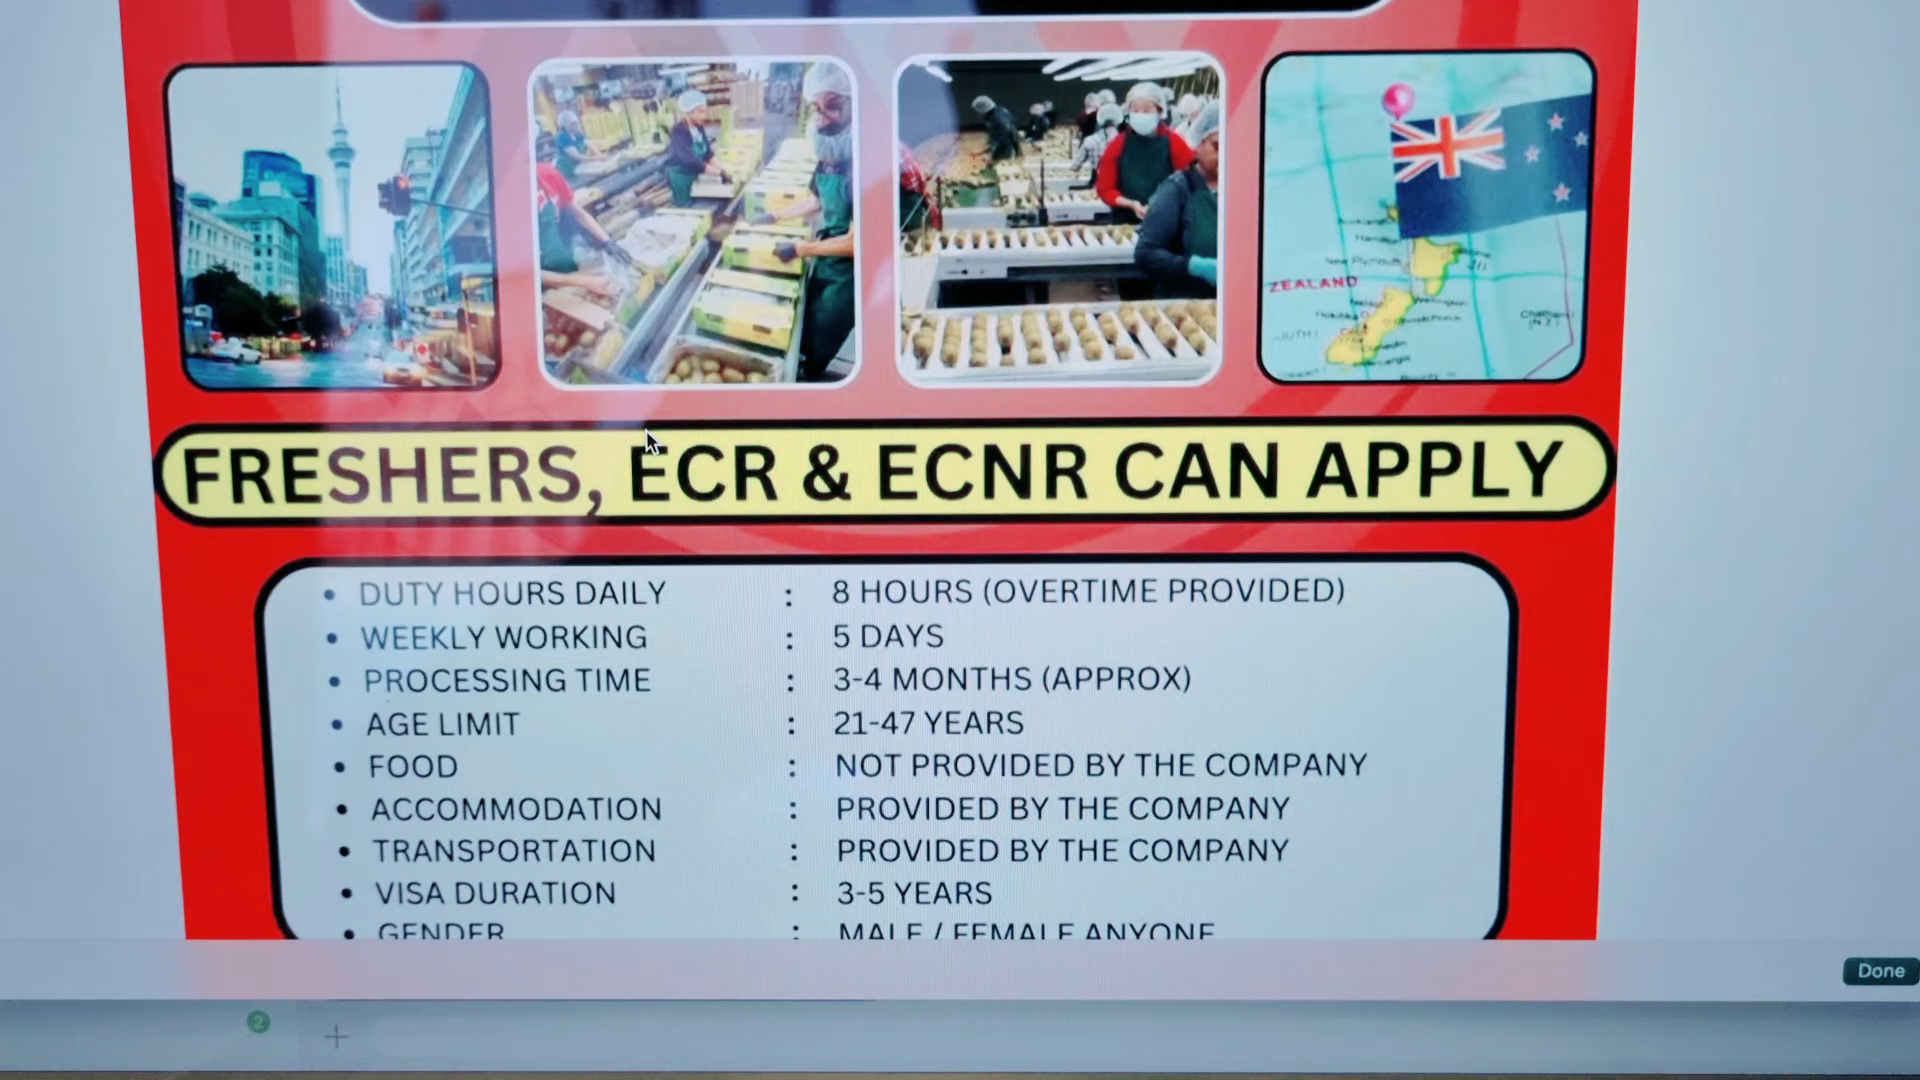 ZEALAND
FRESHERS, ECR & ECNR CAN APPLY
• DUTY HOURS DAILY : 8 HOURS (OVERTIME PROVIDED)
• WEEKLY WORKING : 5 DAYS
• PROCESSING TIME : 3-4 MONTHS (APPROX)
• AGE LIMIT : 21-47 YEARS
• FOOD : NOT PROVIDED BY THE COMPANY
• ACCOMMODATION : PROVIDED BY THE COMPANY
• TRANSPORTATION : PROVIDED BY THE COMPANY
• VISA DURATION : 3-5 YEARS
• GENDER : MALE / FEMALE ANYONE
Done
2